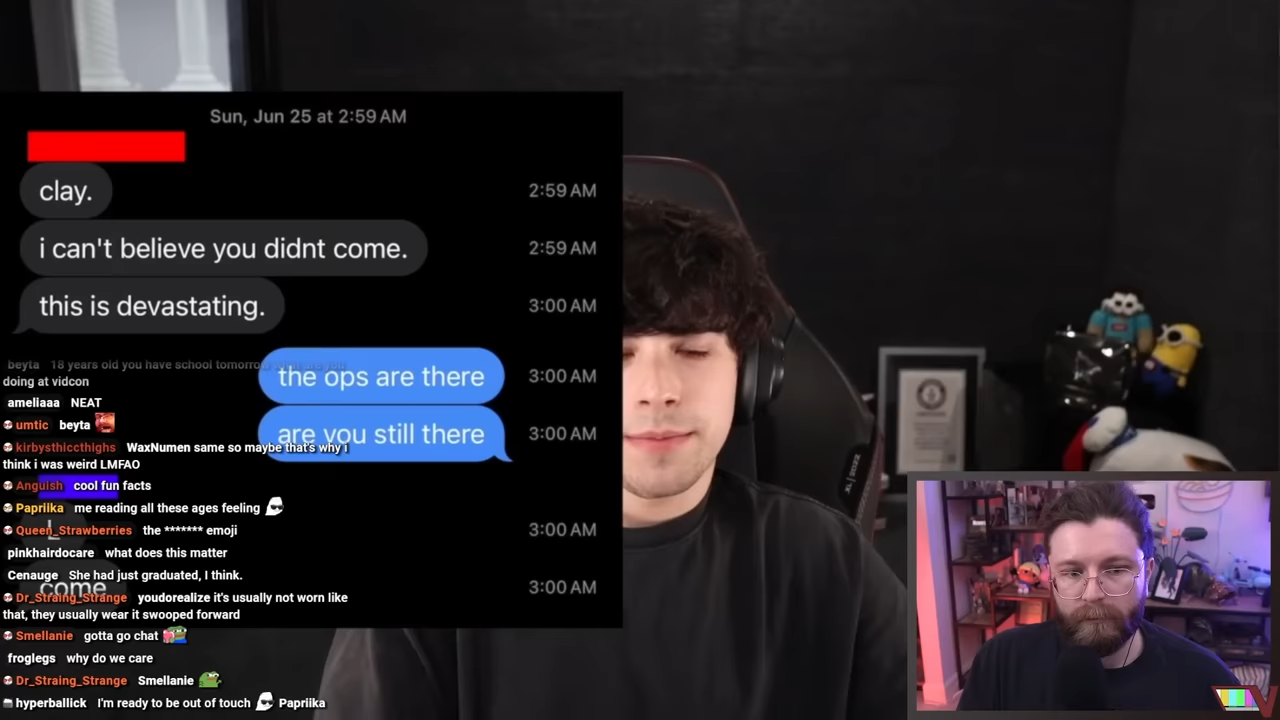 Sun, Jun 25 at 2:59 AM
clay.
2:59 AM
i can't believe you didnt come.
2:59 AM
this is devastating.
3:00 AM
the ops are there
3:00 AM
are you still there
3:00 AM
3:00 AM
come
3:00 AM
beyta 18 years old you have school tomorrow
doing at vidcon
ameliaaa NEAT
umtic beyta
kirbysthiccthighs WaxNumen same so maybe that's why i
think i was weird LMFAO
Anguish cool fun facts
Papriika me reading all these ages feeling
Queen_Strawberries the ******* emoji
pinkhairdocare what does this matter
Cenauge She had just graduated, I think.
Dr_Straing_Strange youdorealize it's usually not worn like
that, they usually wear it swooped forward
Smellanie gotta go chat
froglegs why do we care
Dr_Straing_Strange Smellanie
hyperballick I'm ready to be out of touch Papriika